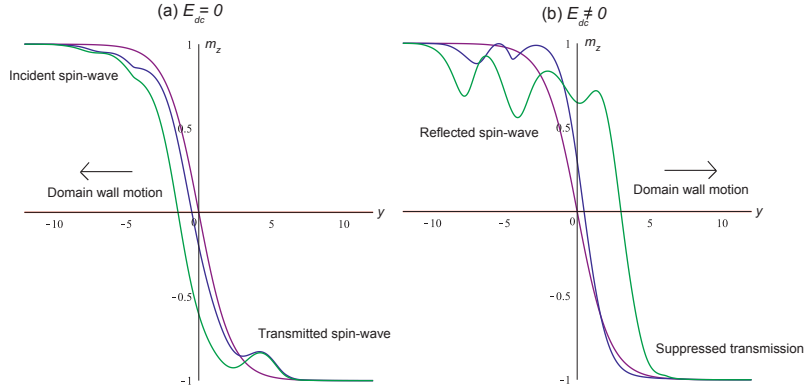 (a) E_dc = 0
1
m_z
Incident spin-wave
0.5
Domain wall motion
-10
-5
0
5
10
y
-0.5
Transmitted spin-wave
-1
(b) E_dc ≠ 0
1
m_z
0.5
Reflected spin-wave
Domain wall motion
-10
-5
0
5
10
y
-0.5
Suppressed transmission
-1